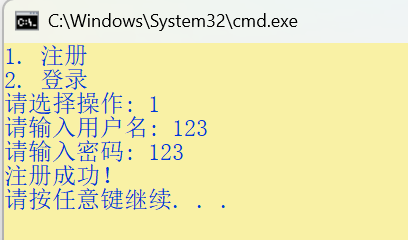 C:\Windows\System32\cmd.exe
1. 注册
2. 登录
请选择操作: 1
请输入用户名: 123
请输入密码: 123
注册成功!
请按任意键继续. . .